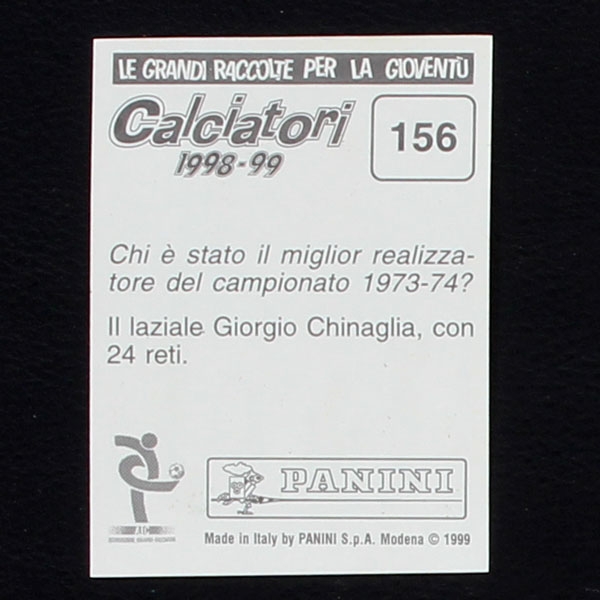 LE GRANDI RACCOLTE PER LA GIOVENTÙ
Calciatori
1998-99
156
Chi è stato il miglior realizza-
tore del campionato 1973-74?
Il laziale Giorgio Chinaglia, con
24 reti.
PANINI
Made in Italy by PANINI S.p.A. Modena © 1999